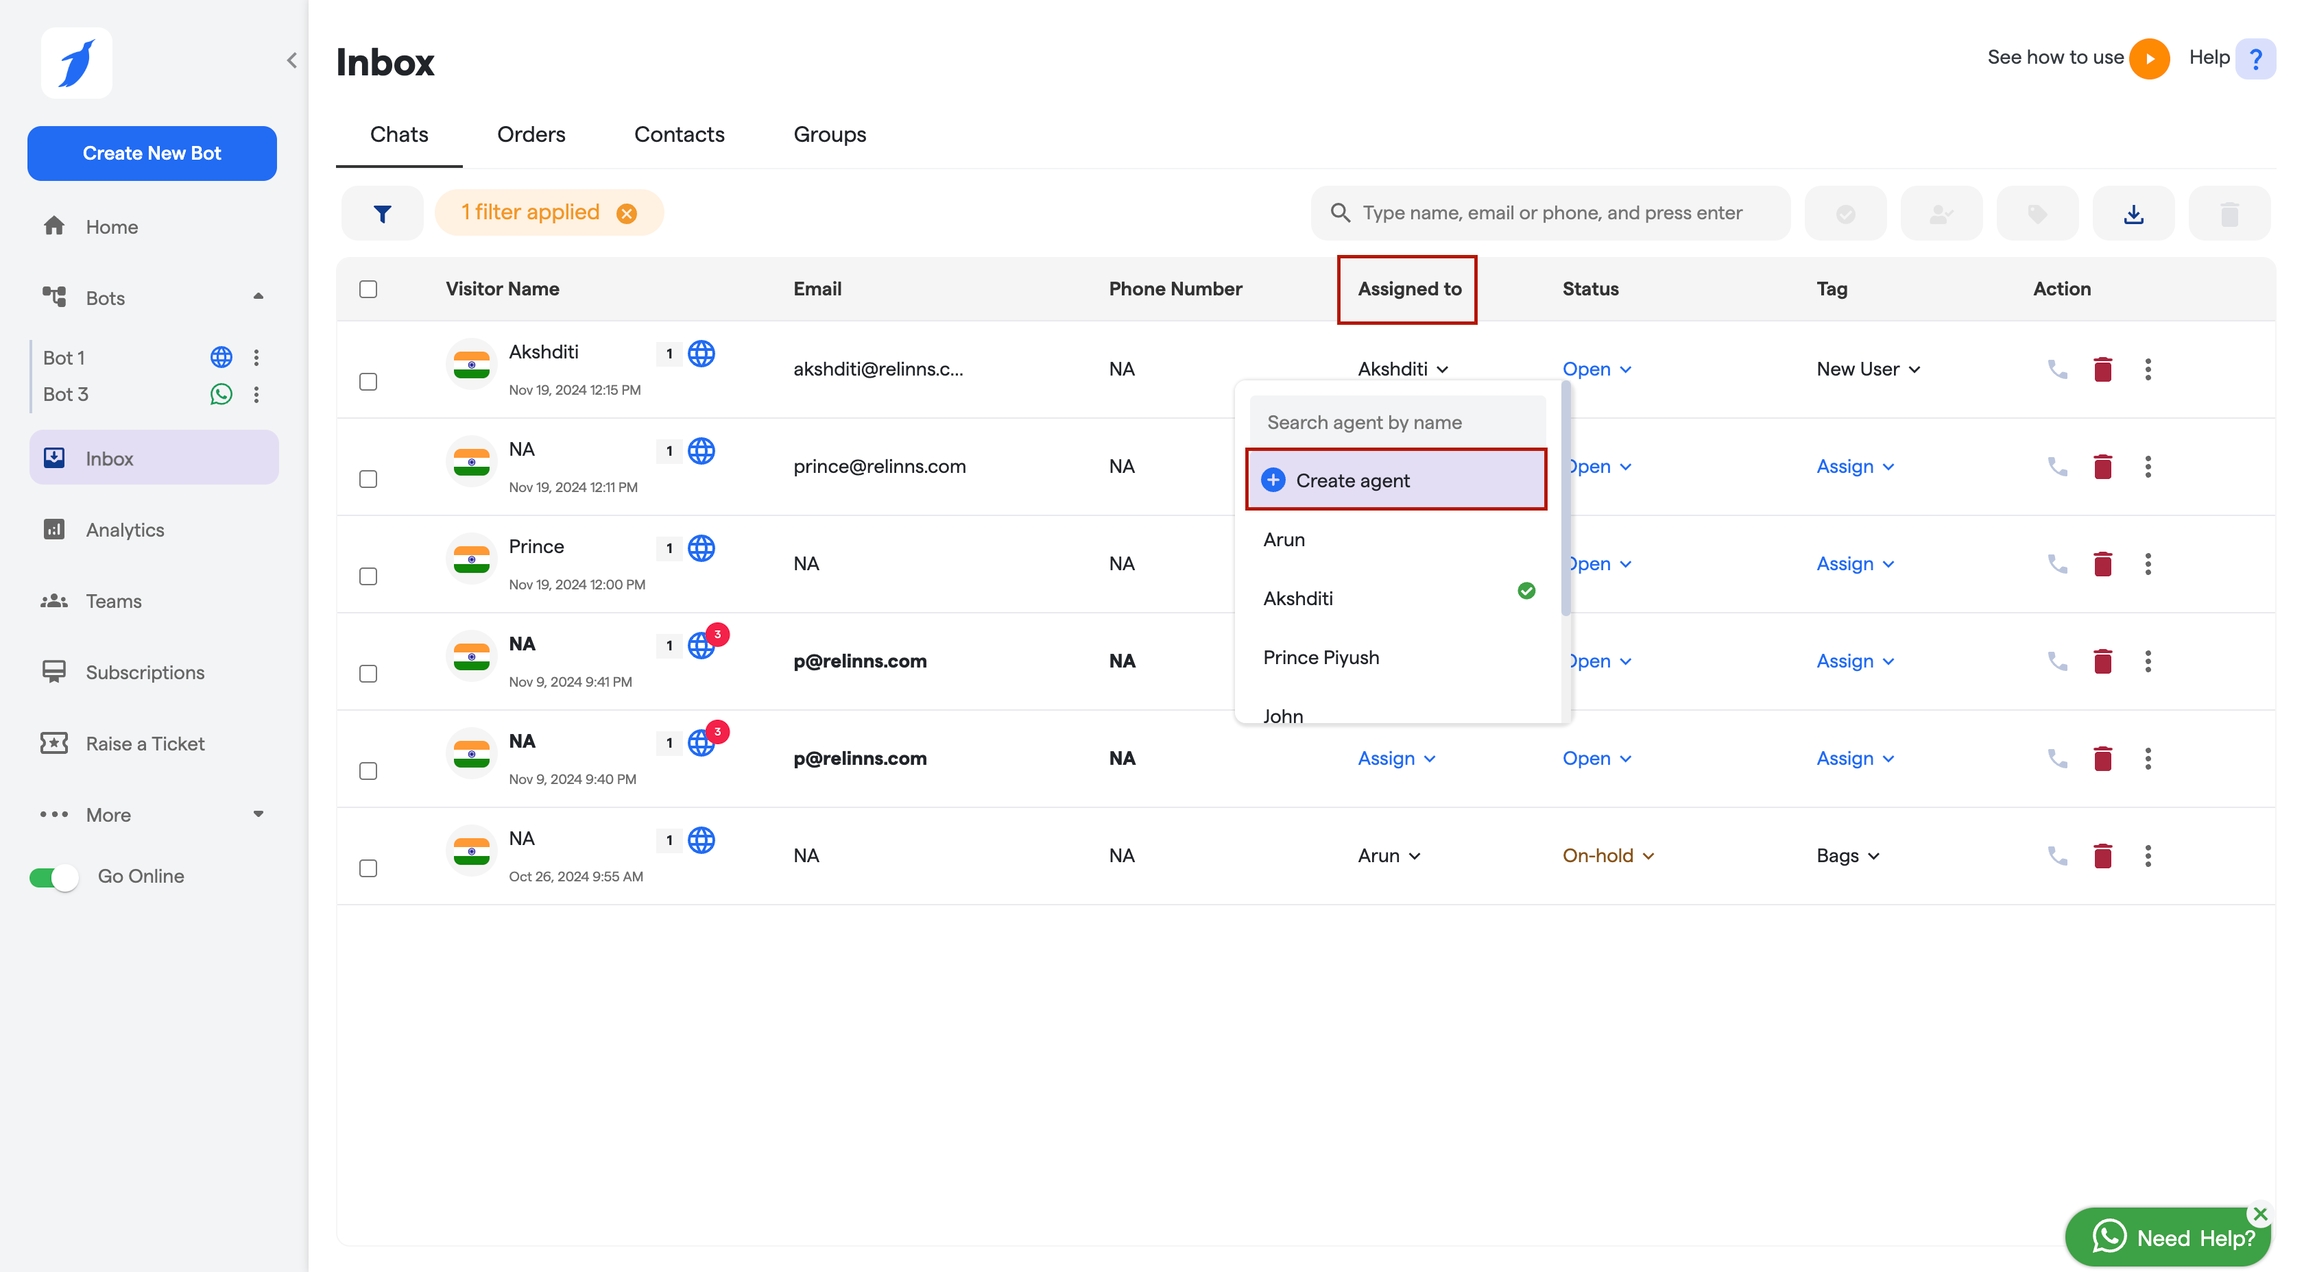 Inbox
See how to use
Help ?
Create New Bot
Chats Orders Contacts Groups
Home
1 filter applied
Type name, email or phone, and press enter
Bots
Visitor Name Email Phone Number Assigned to Status Tag Action
Bot 1
Bot 3
Inbox
Analytics
Teams
Subscriptions
Raise a Ticket
More
Go Online
Akshditi 1 akshditi@relinns.c... NA Akshditi Open New User
Nov 19, 2024 12:15 PM
Search agent by name
Create agent
Arun
Akshditi
Prince Piyush
John
NA 1 prince@relinns.com NA Open Assign
Nov 19, 2024 12:11 PM
Prince 1 NA NA Open Assign
Nov 19, 2024 12:00 PM
NA 1 3 p@relinns.com NA Open Assign
Nov 9, 2024 9:41 PM
NA 1 3 p@relinns.com NA Assign Open Assign
Nov 9, 2024 9:40 PM
NA 1 NA NA Arun On-hold Bags
Oct 26, 2024 9:55 AM
Need Help?